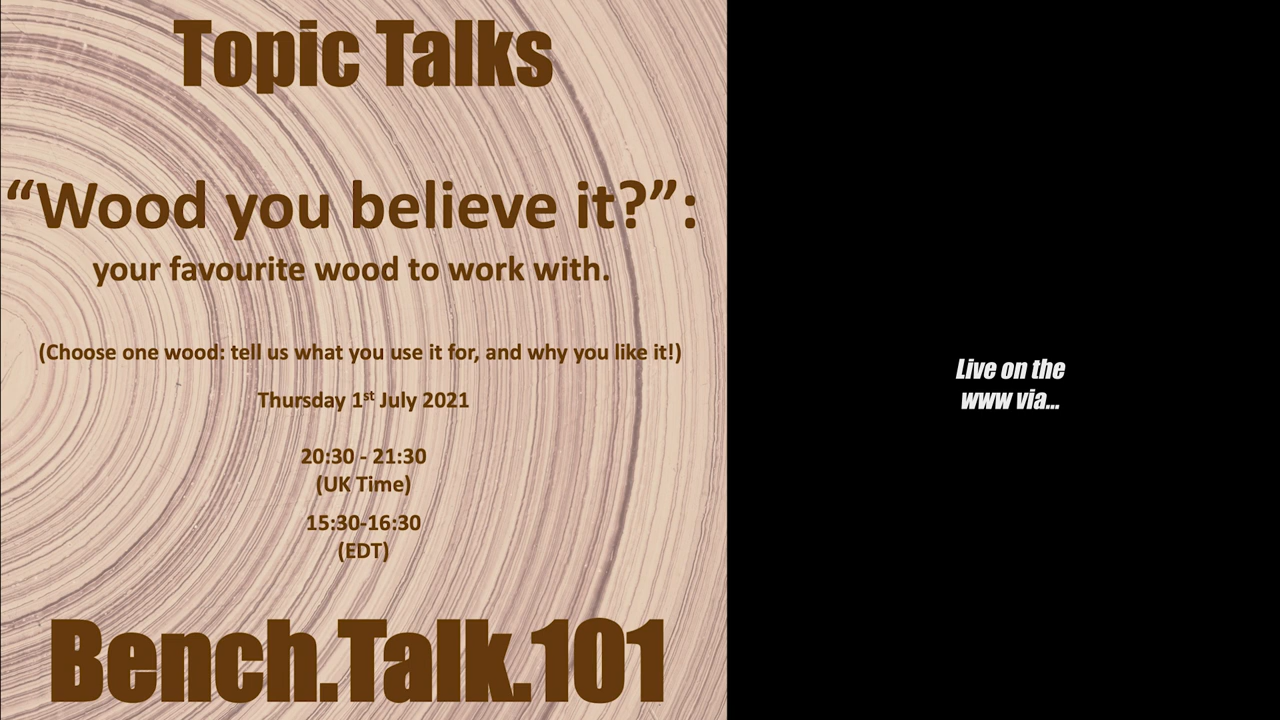 Topic Talks
“Wood you believe it?”:
your favourite wood to work with.
(Choose one wood: tell us what you use it for, and why you like it!)
Thursday 1st July 2021
20:30 - 21:30
(UK Time)
15:30-16:30
(EDT)
Bench.Talk.101
Live on the
www via...